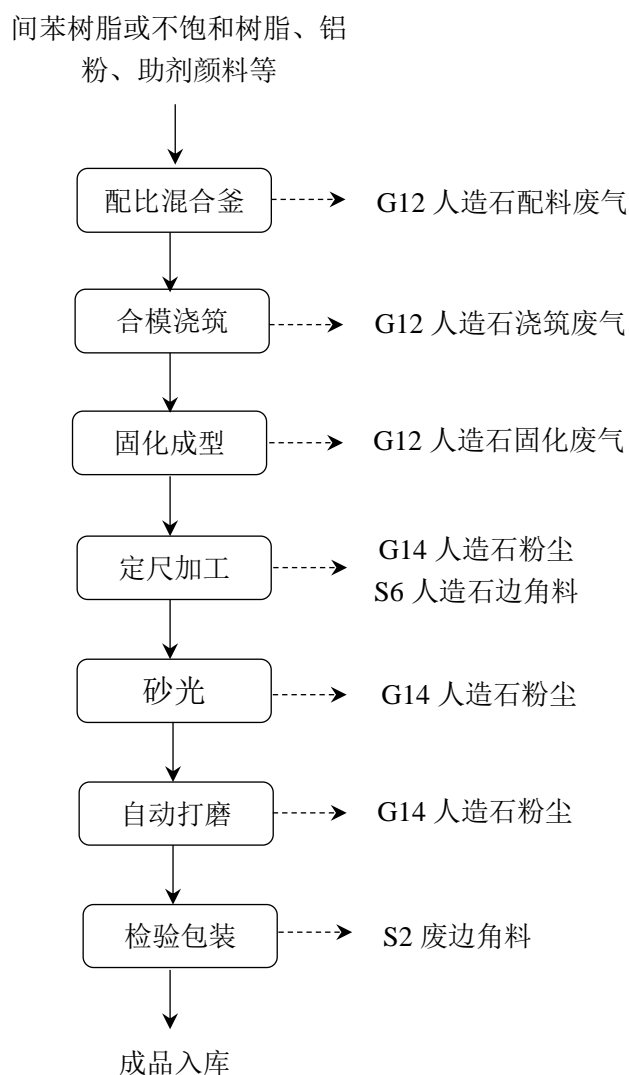 间苯树脂或不饱和树脂、铝
粉、助剂颜料等
配比混合釜
G12 人造石配料废气
合模浇筑
G12 人造石浇筑废气
固化成型
G12 人造石固化废气
定尺加工
G14 人造石粉尘
S6 人造石边角料
砂光
G14 人造石粉尘
自动打磨
G14 人造石粉尘
检验包装
S2 废边角料
成品入库